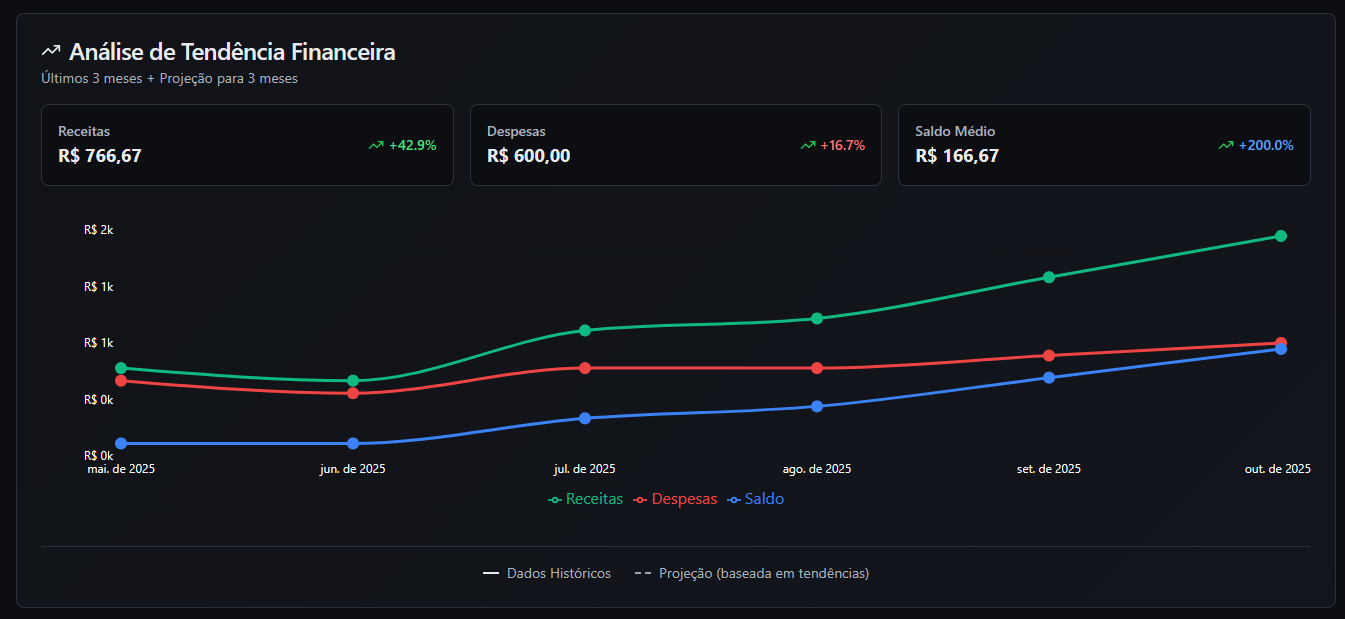 Análise de Tendência Financeira
Últimos 3 meses + Projeção para 3 meses
Receitas
R$ 766,67
+42.9%
Despesas
R$ 600,00
+16.7%
Saldo Médio
R$ 166,67
+200.0%
R$ 2k
R$ 1k
R$ 1k
R$ 0k
R$ 0k
mai. de 2025 jun. de 2025 jul. de 2025 ago. de 2025 set. de 2025 out. de 2025
Receitas Despesas Saldo
Dados Históricos Projeção (baseada em tendências)